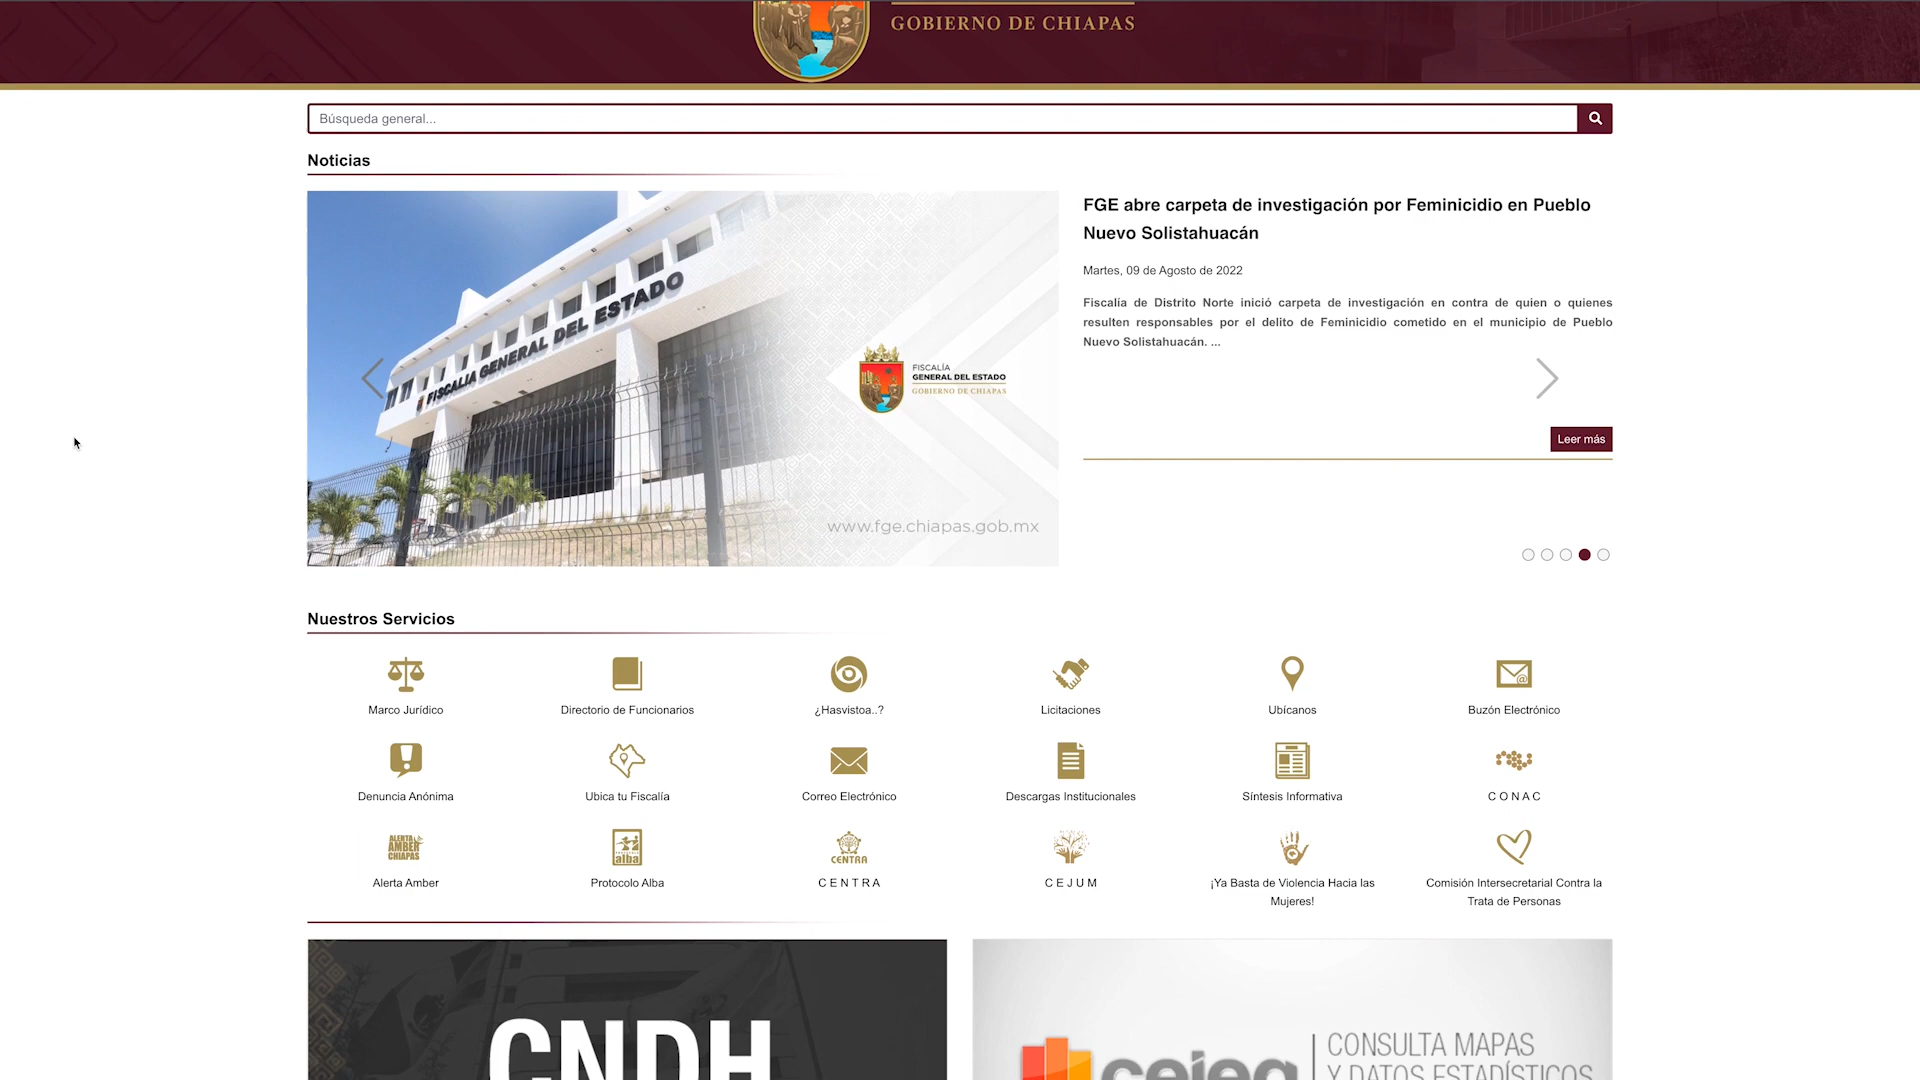 GOBIERNO DE CHIAPAS
Búsqueda general...
Noticias
FISCALÍA GENERAL DEL ESTADO
FISCALÍA
GENERAL DEL ESTADO
GOBIERNO DE CHIAPAS
www.fge.chiapas.gob.mx
FGE abre carpeta de investigación por Feminicidio en Pueblo
Nuevo Solistahuacán
Martes, 09 de Agosto de 2022
Fiscalía de Distrito Norte inició carpeta de investigación en contra de quien o quienes
resulten responsables por el delito de Feminicidio cometido en el municipio de Pueblo
Nuevo Solistahuacán. ...
Leer más
Nuestros Servicios
Marco Jurídico
Directorio de Funcionarios
¿Hasvistoa..?
Licitaciones
Ubícanos
Buzón Electrónico
Denuncia Anónima
Ubica tu Fiscalía
Correo Electrónico
Descargas Institucionales
Síntesis Informativa
C O N A C
ALERTA
AMBER
CHIAPAS
alba
CENTRA
Alerta Amber
Protocolo Alba
C E N T R A
C E J U M
¡Ya Basta de Violencia Hacia las
Mujeres!
Comisión Intersecretarial Contra la
Trata de Personas
CNDH
ceieg
CONSULTA MAPAS
Y DATOS ESTADÍSTICOS